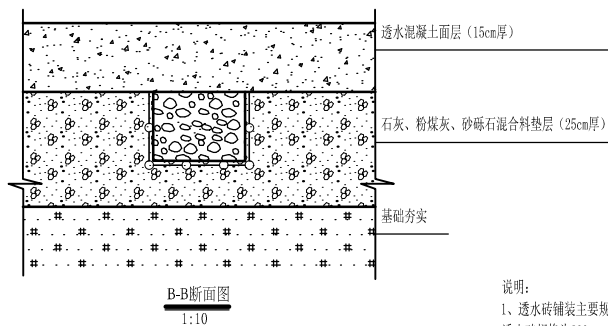 透水混凝土面层（15cm厚）
石灰、粉煤灰、砂砾石混合料垫层（25cm厚）
基础夯实
B-B断面图
1:10
说明:
1、透水砖铺装主要规